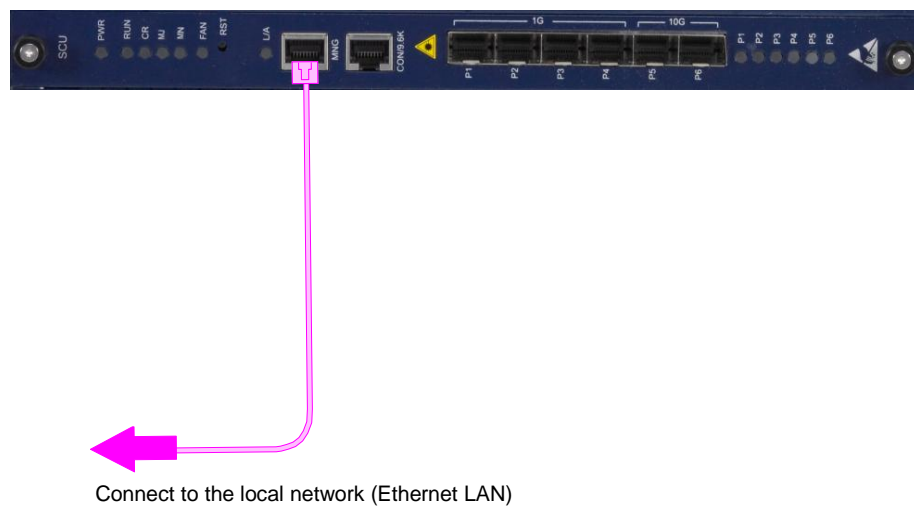 SCU
PWR
RUN
CR
MJ
MN
FAN
RST
L/A
MNG
CON/9.6K
1G
10G
P1
P2
P3
P4
P5
P6
P1
P2
P3
P4
P5
P6
Connect to the local network (Ethernet LAN)